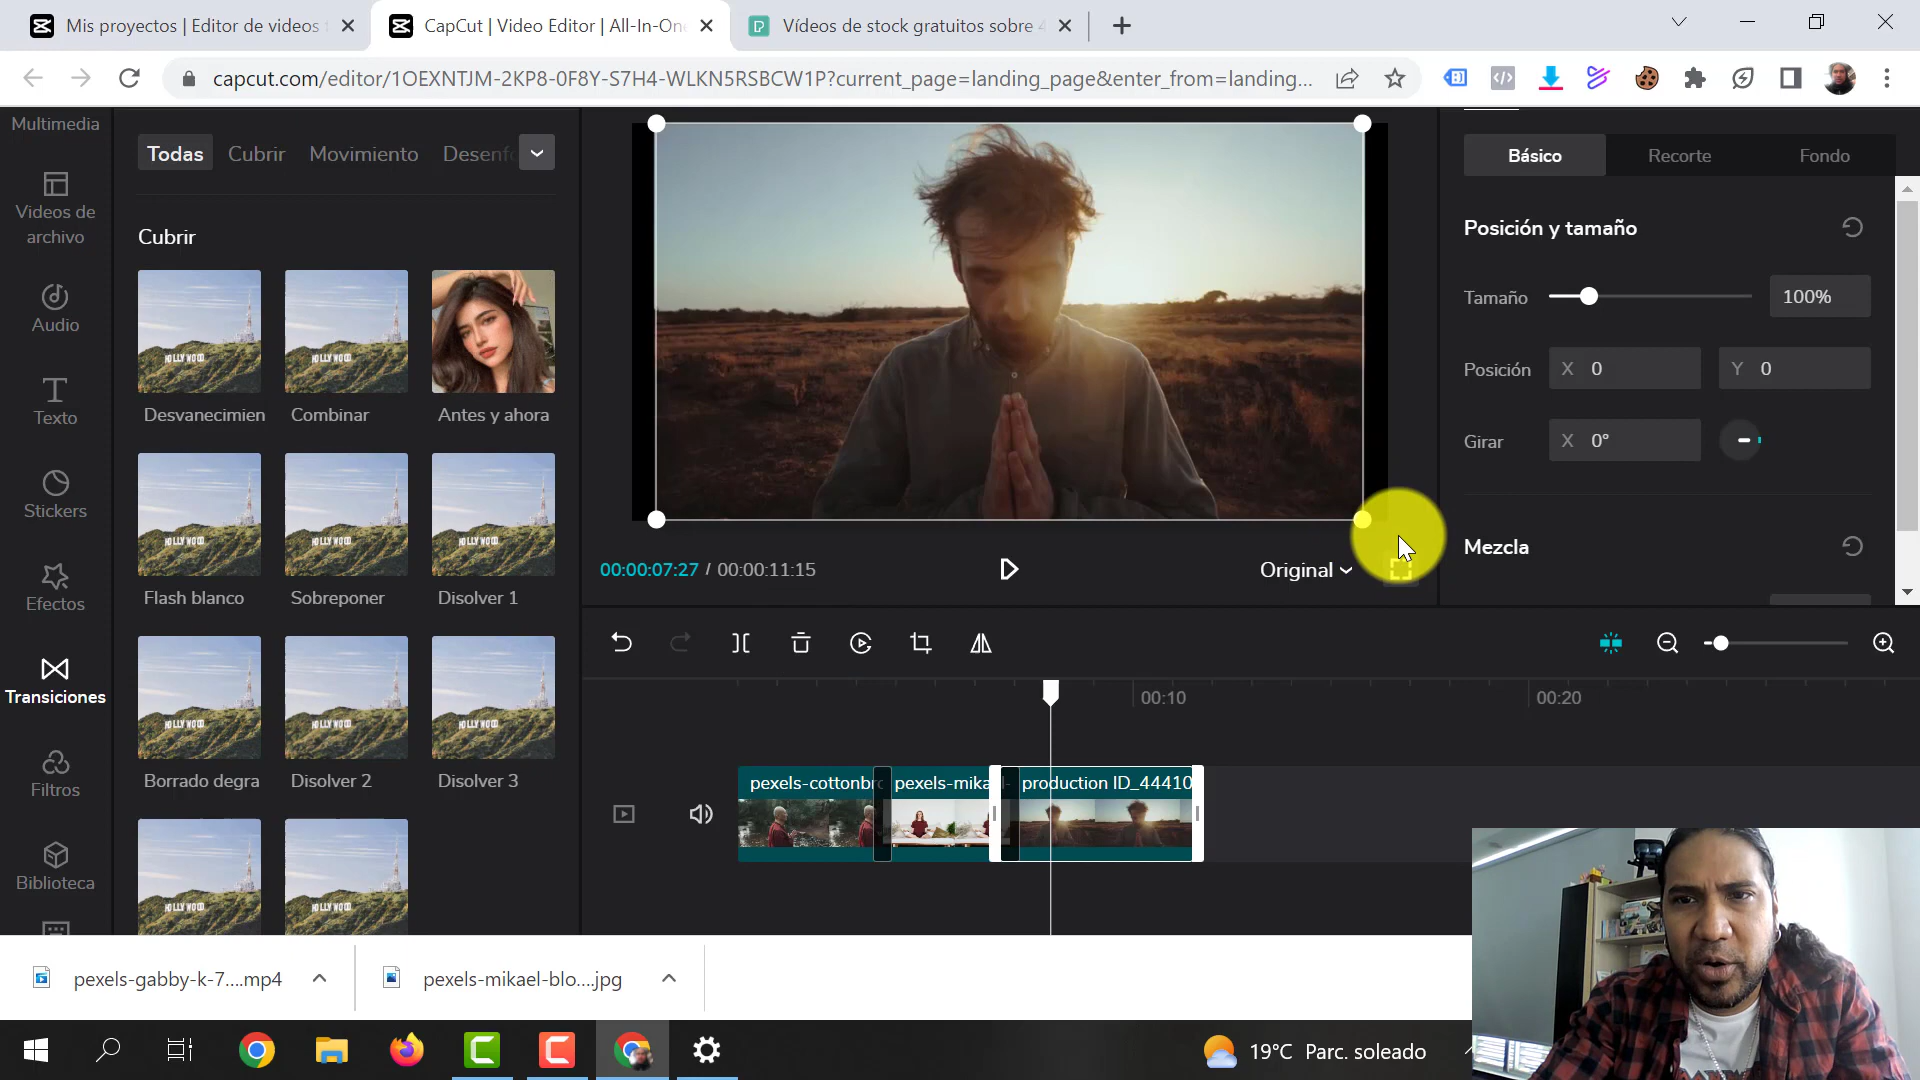 Mis proyectos | Editor de videos
CapCut | Video Editor | All-In-On
Vídeos de stock gratuitos sobre 4
capcut.com/editor/1OEXNTJM-2KP8-0F8Y-S7H4-WLKN5RSBCW1P?current_page=landing_page&enter_from=landing...
Multimedia
Videos de
archivo
Audio
Texto
Stickers
Efectos
Transiciones
Filtros
Biblioteca
Todas Cubrir Movimiento Desenf
Cubrir
Desvanecimien Combinar Antes y ahora
Flash blanco Sobreponer Disolver 1
Borrado degra Disolver 2 Disolver 3
00:00:07:27 / 00:00:11:15
Original
Básico Recorte Fondo
Posición y tamaño
Tamaño 100%
Posición X 0 Y 0
Girar X 0°
Mezcla
00:10 00:20
pexels-cottonbr pexels-mika production ID_44410
pexels-gabby-k-7....mp4 pexels-mikael-blo....jpg
19°C Parc. soleado